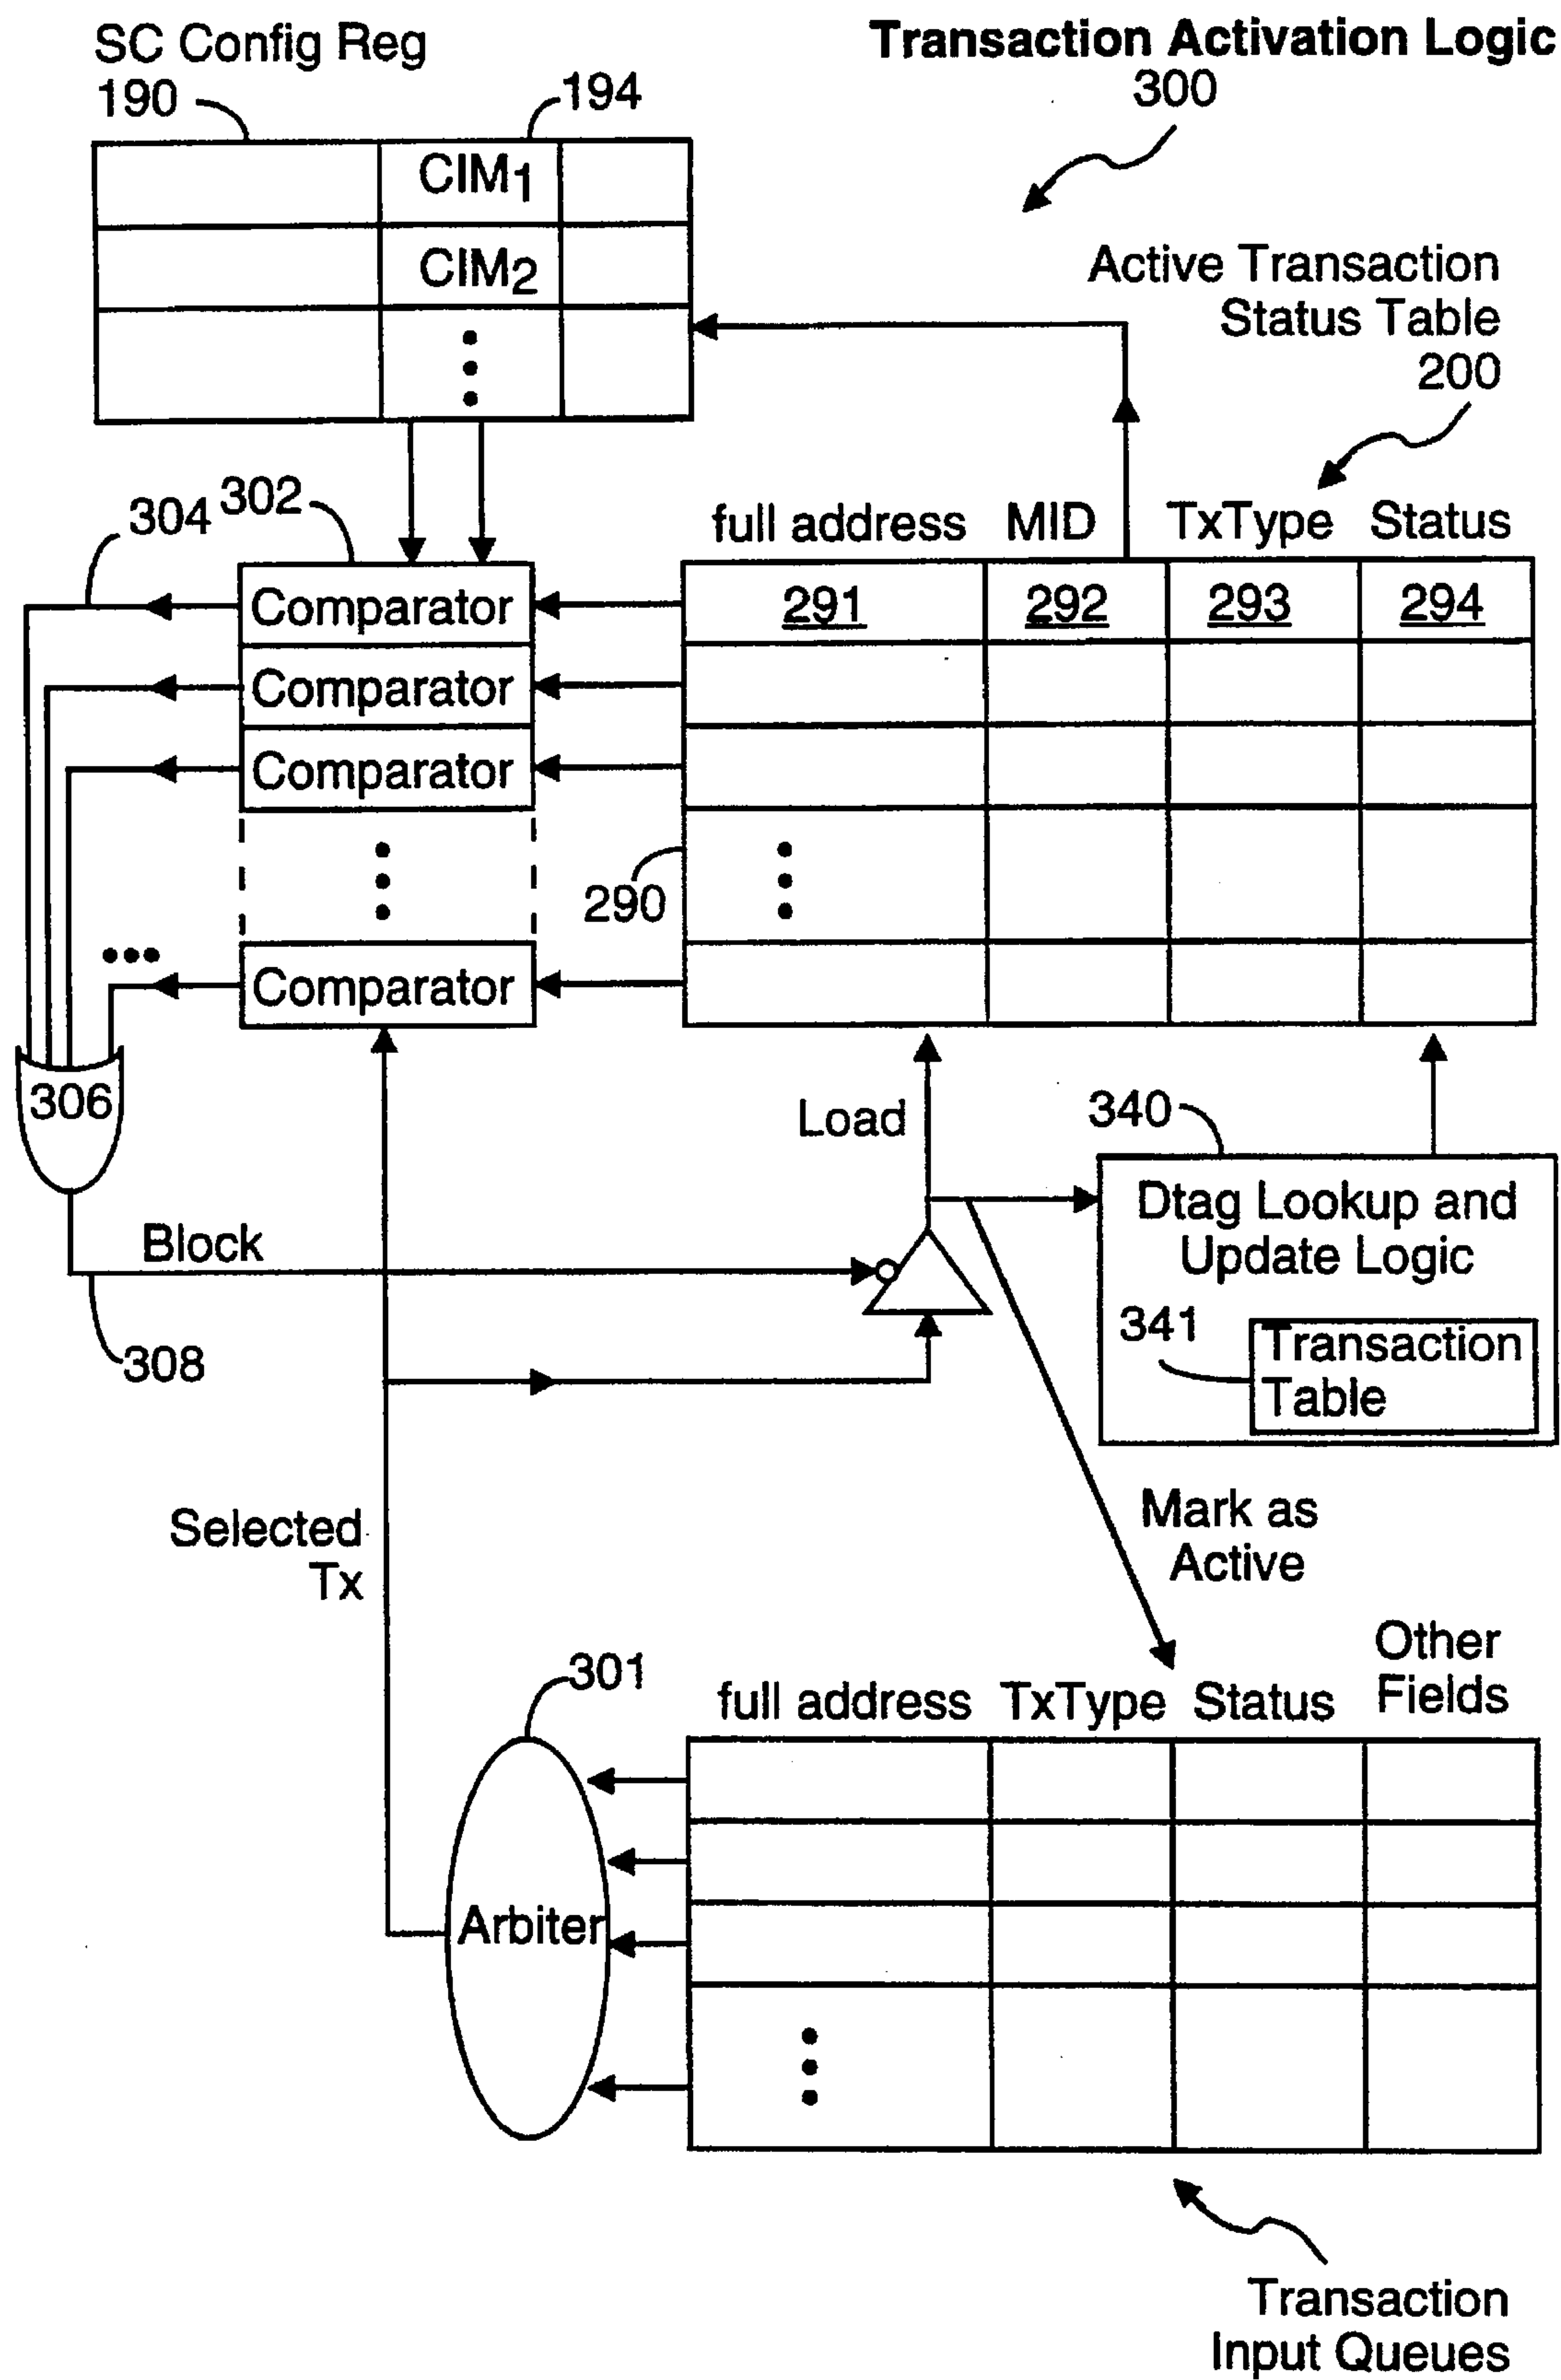 SC Config Reg
190
194
Transaction Activation Logic
300
CIM1
CIM2
Active Transaction
Status Table
200
304
302
full address MID TxType Status
Comparator
291 292 293 294
Comparator
Comparator
290
Comparator
306
Load
340
Dtag Lookup and
Update Logic
341
Transaction
Table
Block
308
Selected
Tx
Mark as
Active
301
full address TxType Status
Other
Fields
Arbiter
Transaction
Input Queues